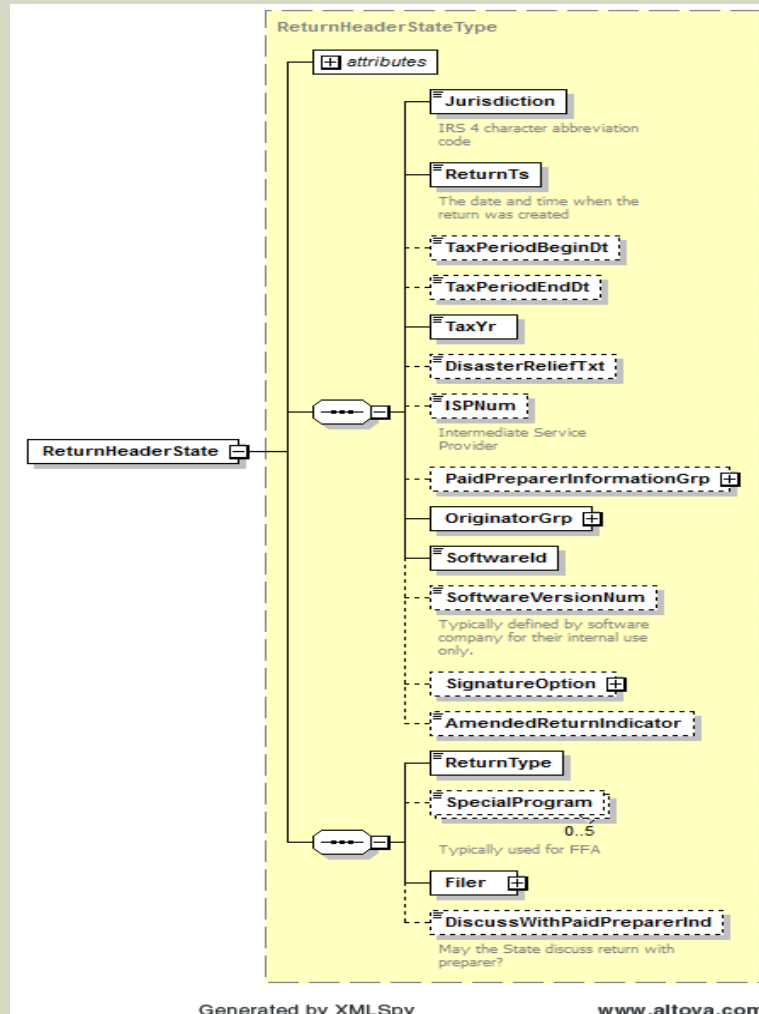 ReturnHeaderStateType
attributes
Jurisdiction
IRS 4 character abbreviation
code
ReturnTs
The date and time when the
return was created
TaxPeriodBeginDt
TaxPeriodEndDt
TaxYr
DisasterReliefTxt
ISPNum
Intermediate Service
Provider
ReturnHeaderState
PaidPreparerInformationGrp
OriginatorGrp
SoftwareId
SoftwareVersionNum
Typically defined by software
company for their internal use
only.
SignatureOption
AmendedReturnIndicator
ReturnType
SpecialProgram
0..5
Typically used for FFA
Filer
DiscussWithPaidPreparerInd
May the State discuss return with
preparer?
Generated by XMLSpy www.altova.com